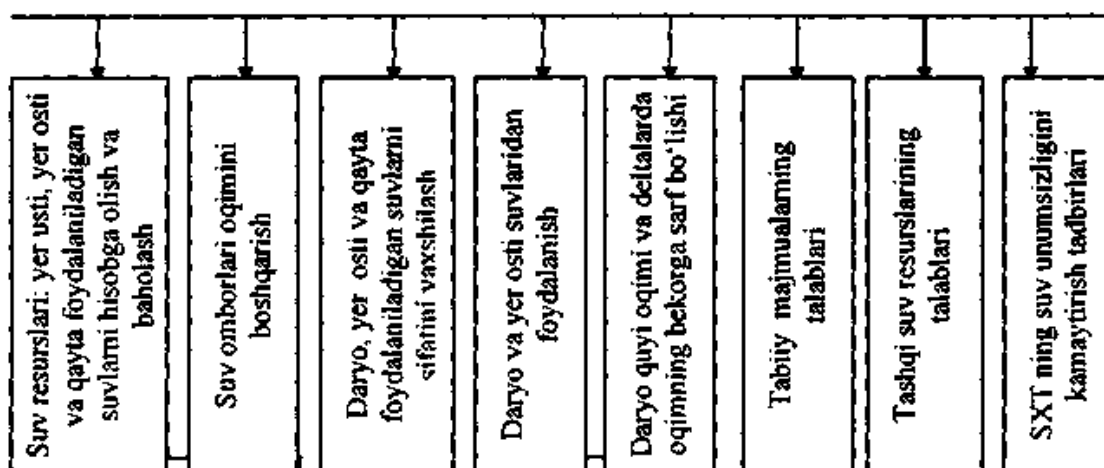 Suv resurslari: yer usti, yer osti
va qayta foydalaniladigan
suvlarni hisobga olish va
baholash
Suv omborlari oqimini
boshqarish
Daryo, yer osti va qayta
foydalaniladigan suvlarni
sifatini yaxshilash
Daryo va yer osti suvlaridan
foydalanish
Daryo quyi oqimi va deltalarda
oqimning bekorga sarf bo‘lishi
Tabiiy majmualarning
talablari
Tashqi suv resurslarining
talablari
SXT ning suv unumsizligini
kamaytirish tadbirlari